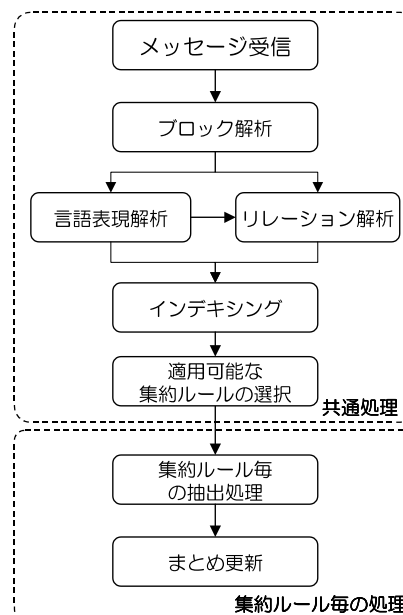 メッセージ受信
ブロック解析
言語表現解析
リレーション解析
インデキシング
適用可能な
集約ルールの選択
共通処理
集約ルール毎
の抽出処理
まとめ更新
集約ルール毎の処理